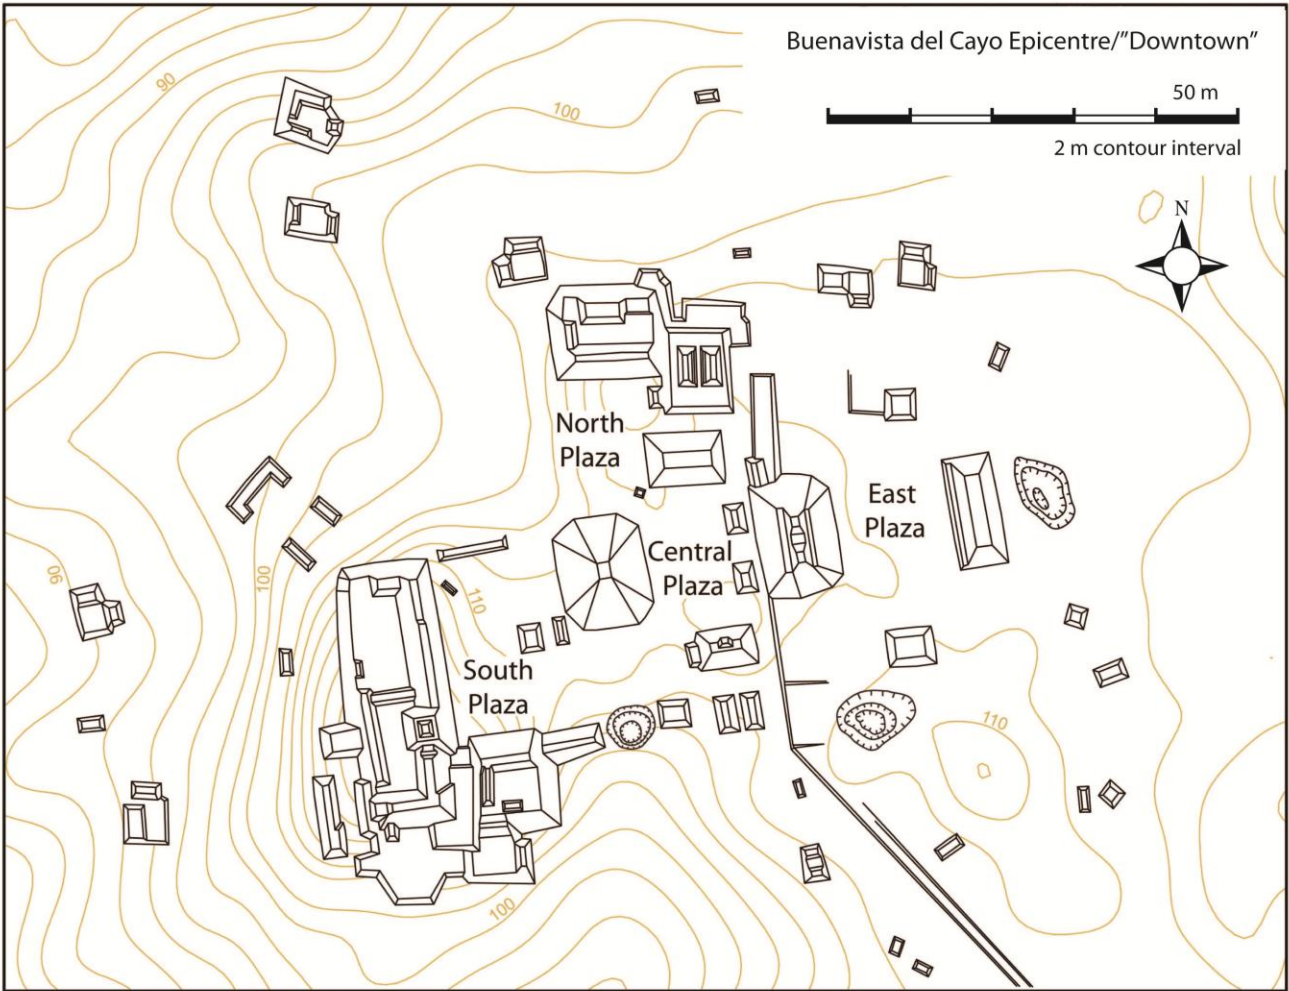 Buenavista del Cayo Epicentre/”Downtown”
50 m
2 m contour interval
90
100
N
North
Plaza
East
Plaza
Central
Plaza
100
90
110
South
Plaza
110
100